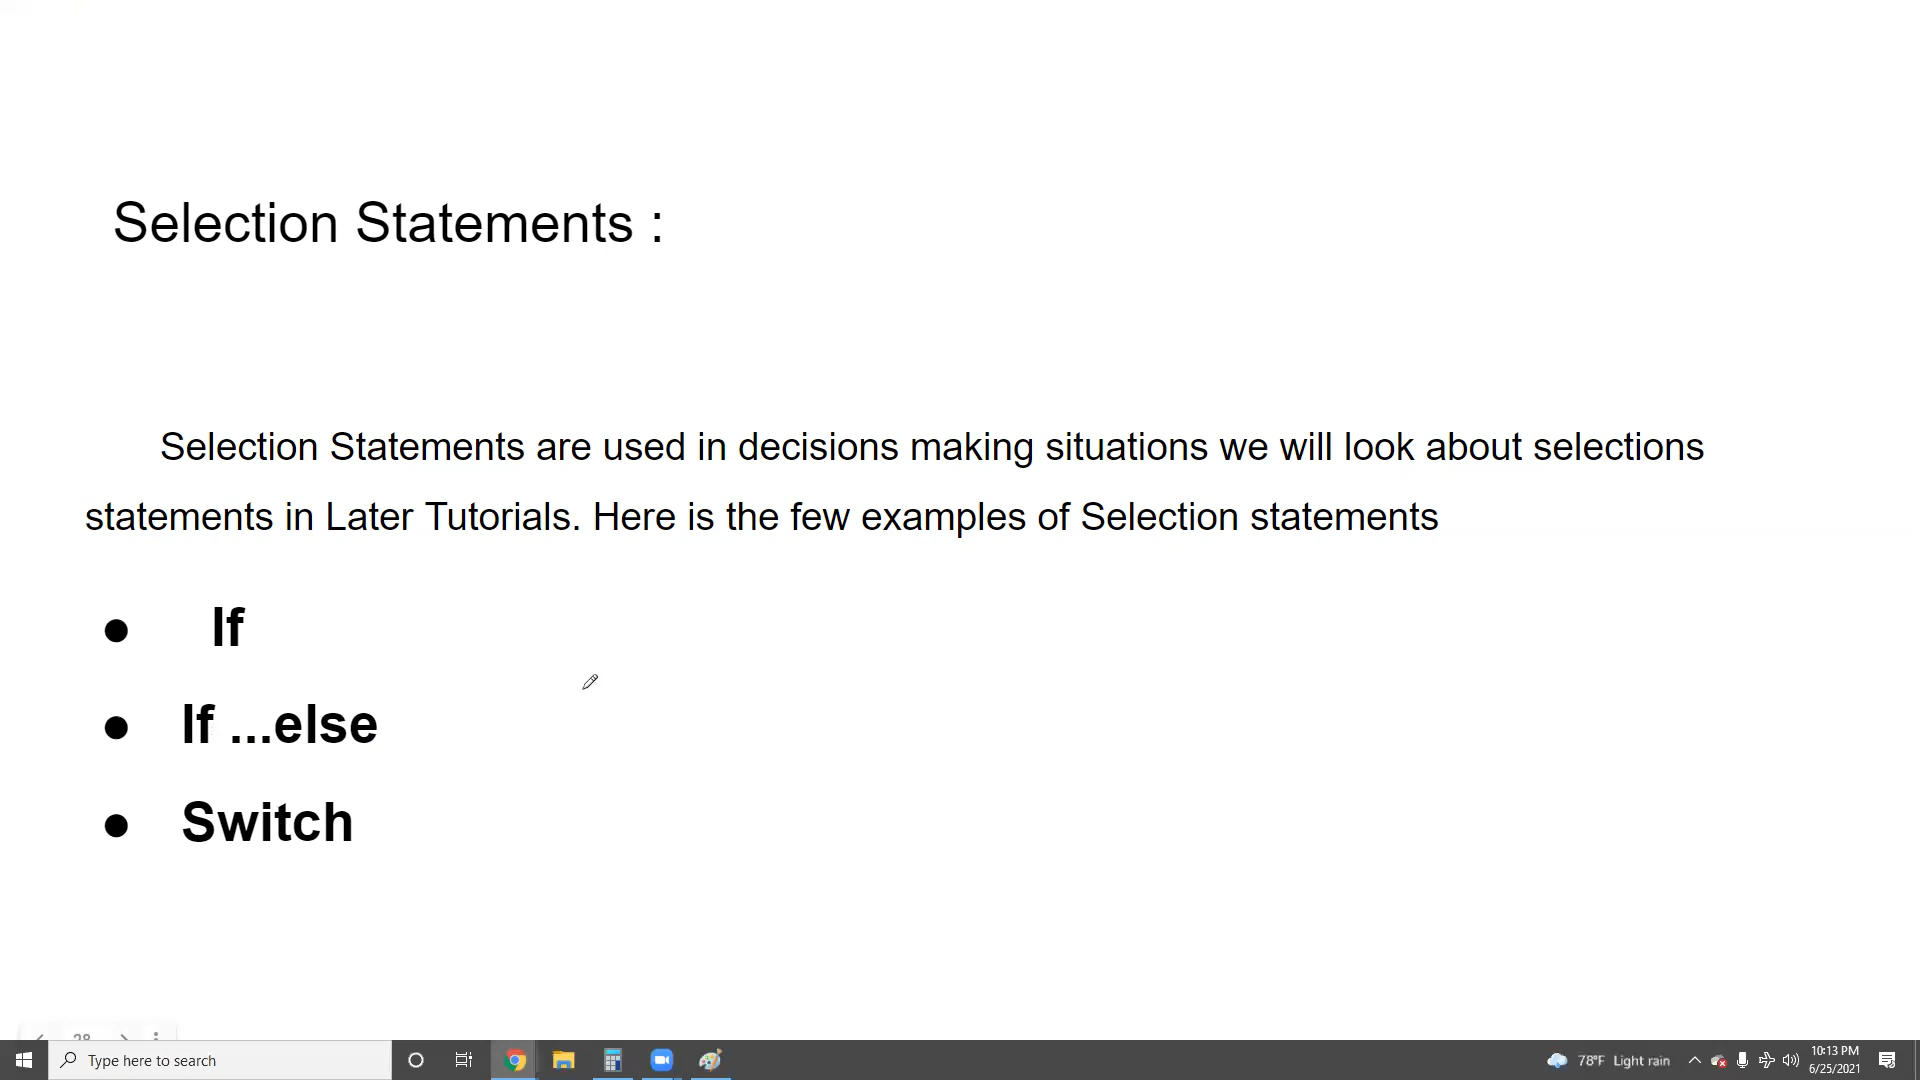 Selection Statements :
Selection Statements are used in decisions making situations we will look about selections
statements in Later Tutorials. Here is the few examples of Selection statements
● If
● If ...else
● Switch
28
Type here to search
78°F Light rain
10:13 PM
6/25/2021